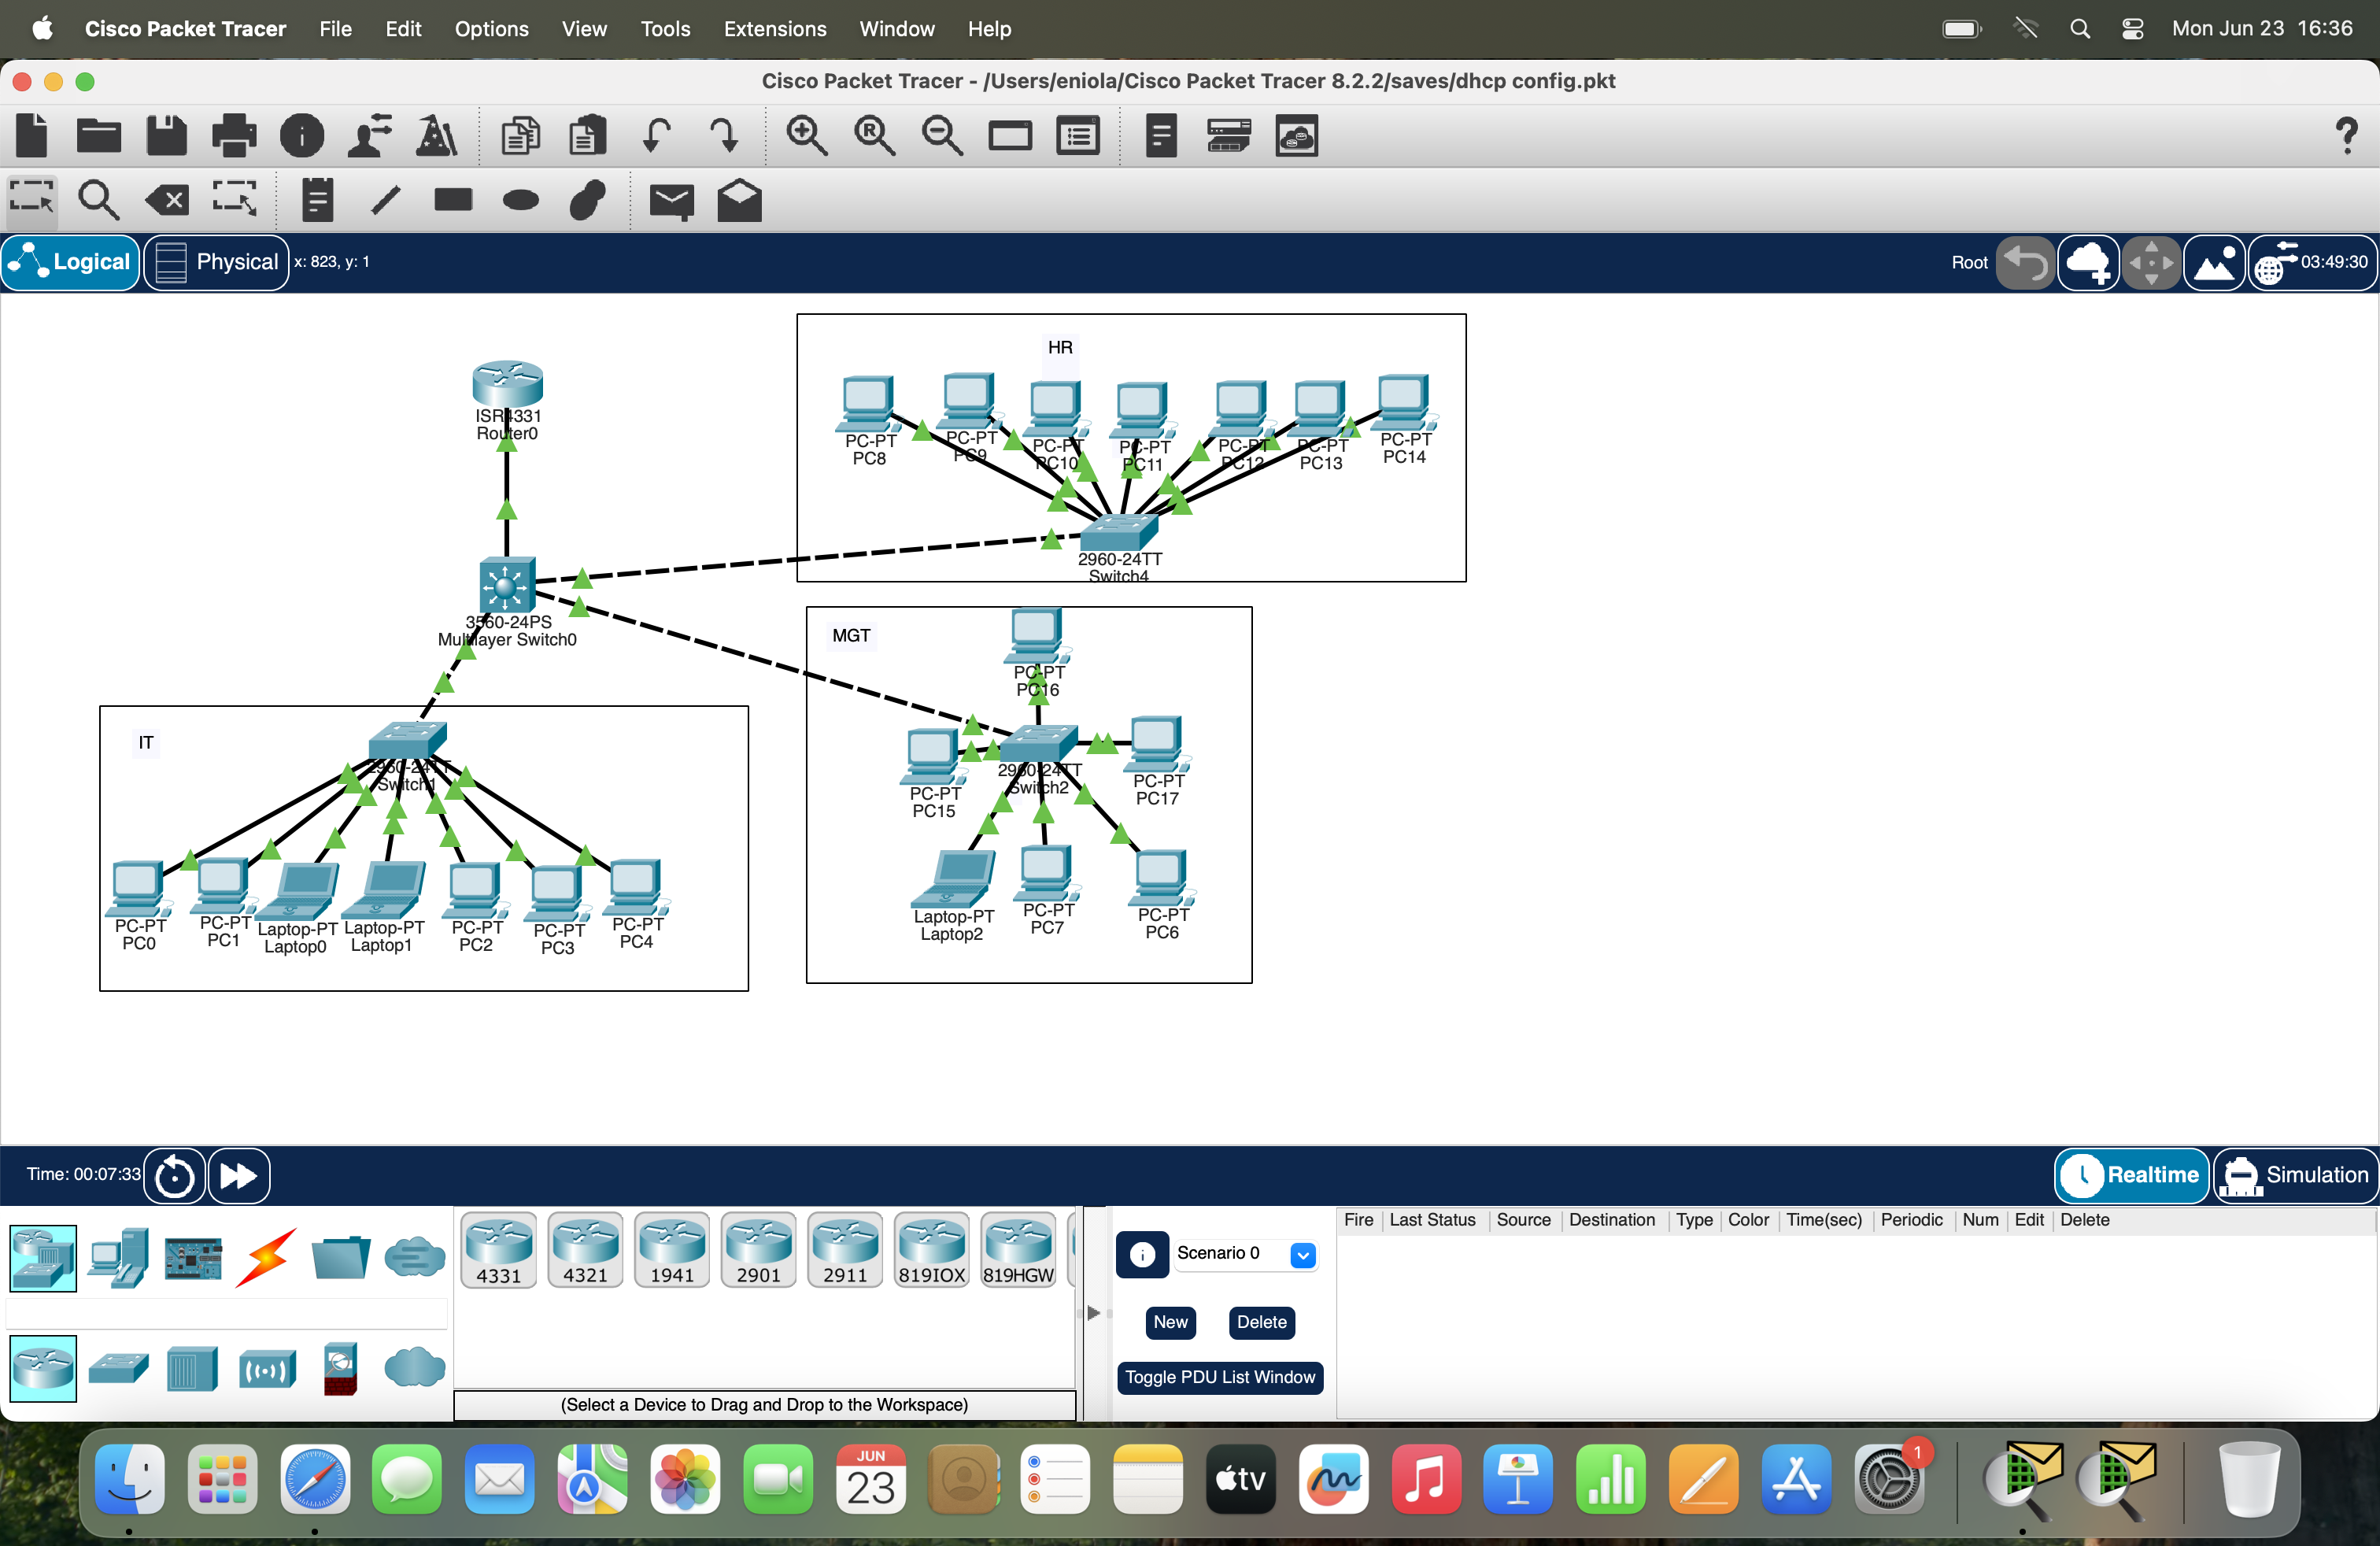 Cisco Packet Tracer File Edit Options View Tools Extensions Window Help Mon Jun 23 16:36
Cisco Packet Tracer - /Users/eniola/Cisco Packet Tracer 8.2.2/saves/dhcp config.pkt
Logical Physical x: 823, y: 1 Root 03:49:30
HR
ISR4331
Router0
PC-PT
PC8
PC-PT
PC9
PC-PT
PC10
PC-PT
PC11
PC-PT
PC12
PC-PT
PC13
PC-PT
PC14
2960-24TT
Switch4
3560-24PS
Multilayer Switch0
MGT
PC-PT
PC16
PC-PT
PC15
2960-24TT
Switch2
PC-PT
PC17
Laptop-PT
Laptop2
PC-PT
PC7
PC-PT
PC6
IT
2960-24TT
Switch1
PC-PT
PC0
PC-PT
PC1
Laptop-PT
Laptop0
Laptop-PT
Laptop1
PC-PT
PC2
PC-PT
PC3
PC-PT
PC4
Time: 00:07:33 Realtime Simulation
4331 4321 1941 2901 2911 819IOX 819HGW
(Select a Device to Drag and Drop to the Workspace)
Scenario 0
New Delete
Toggle PDU List Window
Fire Last Status Source Destination Type Color Time(sec) Periodic Num Edit Delete
JUN
23
tv
1